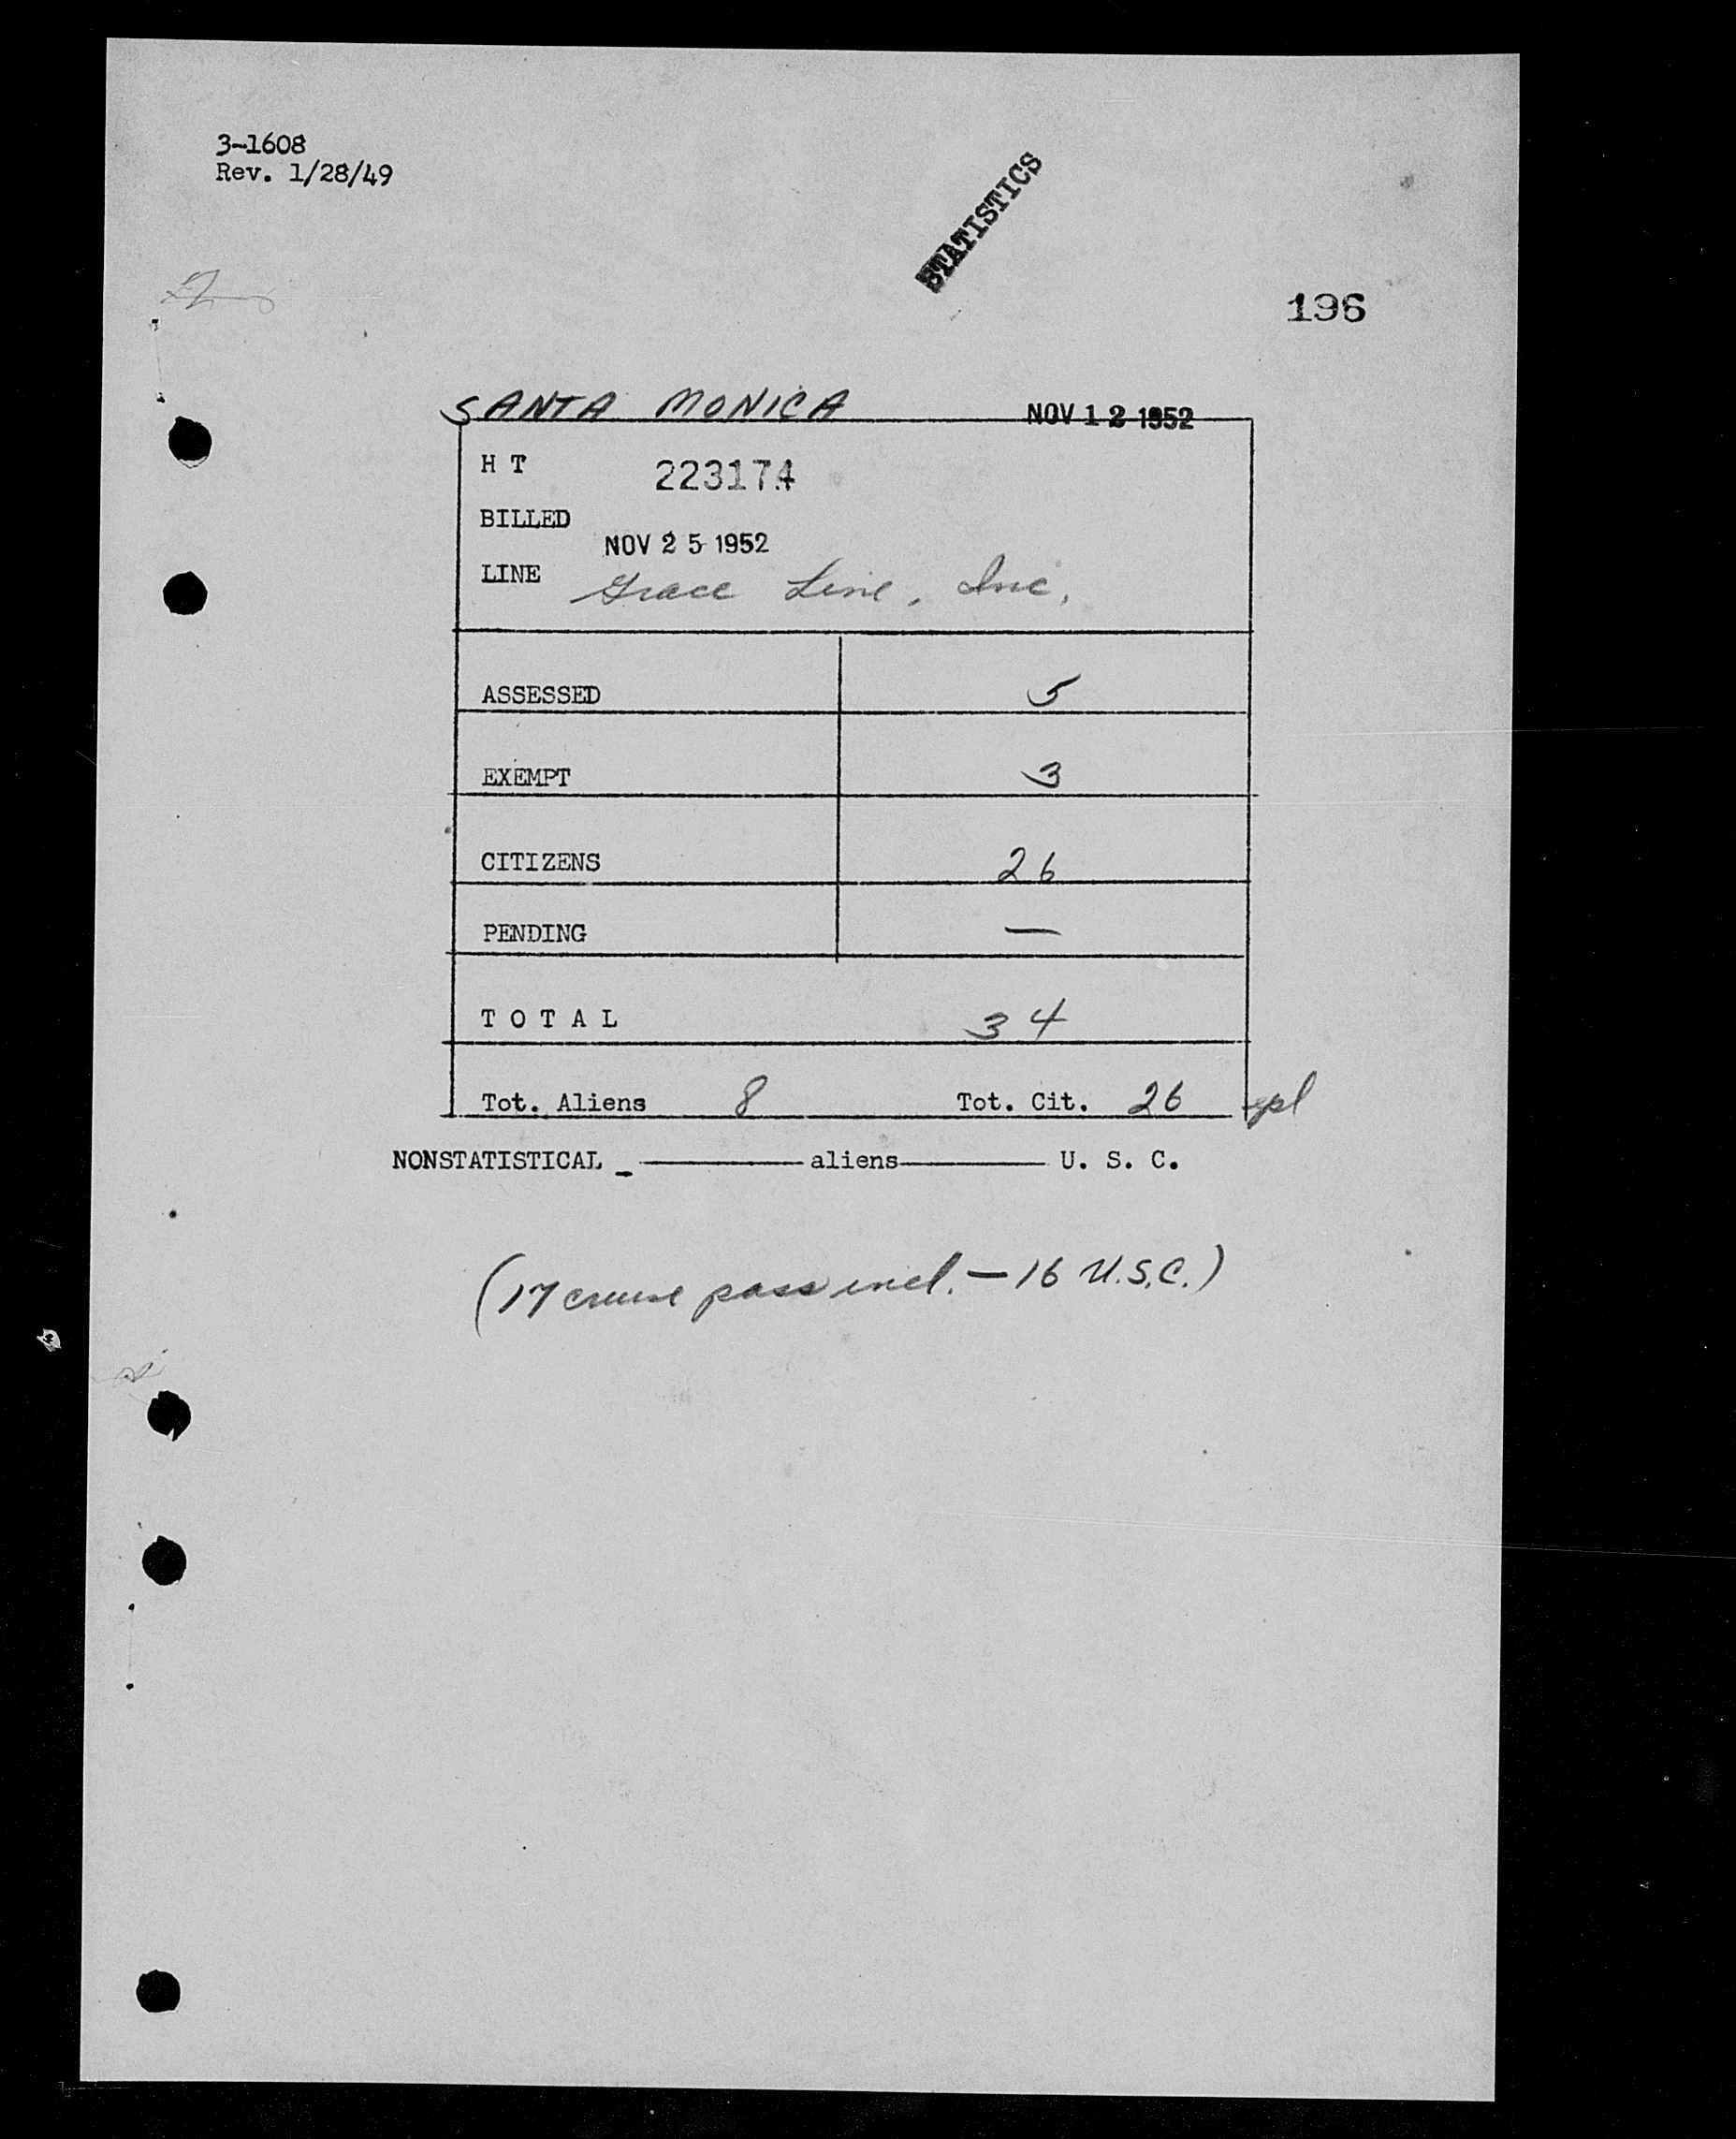 3-1608
Rev. 1/28/49
STATISTICS
196
SANTA MONICA NOV 12 1952
H T 223174
BILLED
NOV 25 1952
LINE Grace Line, Inc.
ASSESSED 5
EXEMPT 3
CITIZENS 26
PENDING —
T O T A L 34
Tot. Aliens 8 Tot. Cit. 26
NONSTATISTICAL _ ———— aliens ———— U. S. C.
(17 cruise pass incl. — 16 U.S.C.)